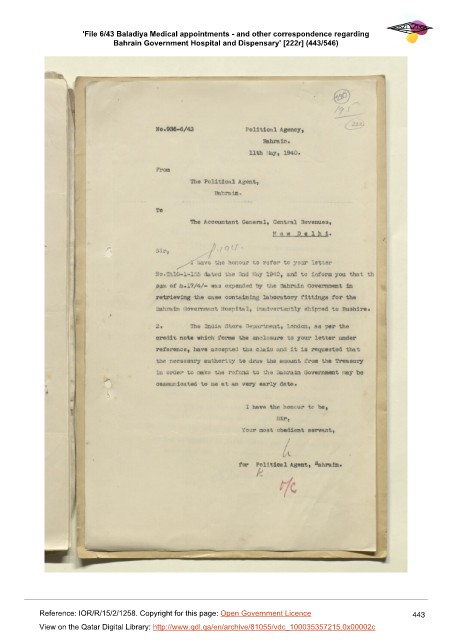 'File 6/43 Baladiya Medical appointments - and other correspondence regarding
Bahrain Government Hospital and Dispensary' [222r] (443/546)
No.836-6/43
Political Agency,
Bahrain.
11th May, 1940.
From
The Political Agent,
Bahrain.
To
The Accountant General, Central Revenues,
New Delhi.
Sir,
I have the honour to refer to your letter
dated the 2nd May 1940, and to inform you that th
sum of Rs.17/4/- was expended by the Bahrain Government in
retrieving the case containing laboratory fittings for the
Bahrain Government Hospital, inadvertently shipped to Bushire.
2. The India Store Department, London, as per the
credit note which forms the enclosure to your letter under
reference, have accepted the claim and it is requested that
the necessary authority to draw the amount from the Treasury
in order to make the refund to the Bahrain Government may be
communicated to me at an very early date.
I have the honour to be,
Sir,
Your most obedient servant,
for Political Agent, Bahrain.
o/c
Reference: IOR/R/15/2/1258. Copyright for this page: Open Government Licence
443
View on the Qatar Digital Library: http://www.qdl.qa/en/archive/81055/vdc_100035357215.0x00002c